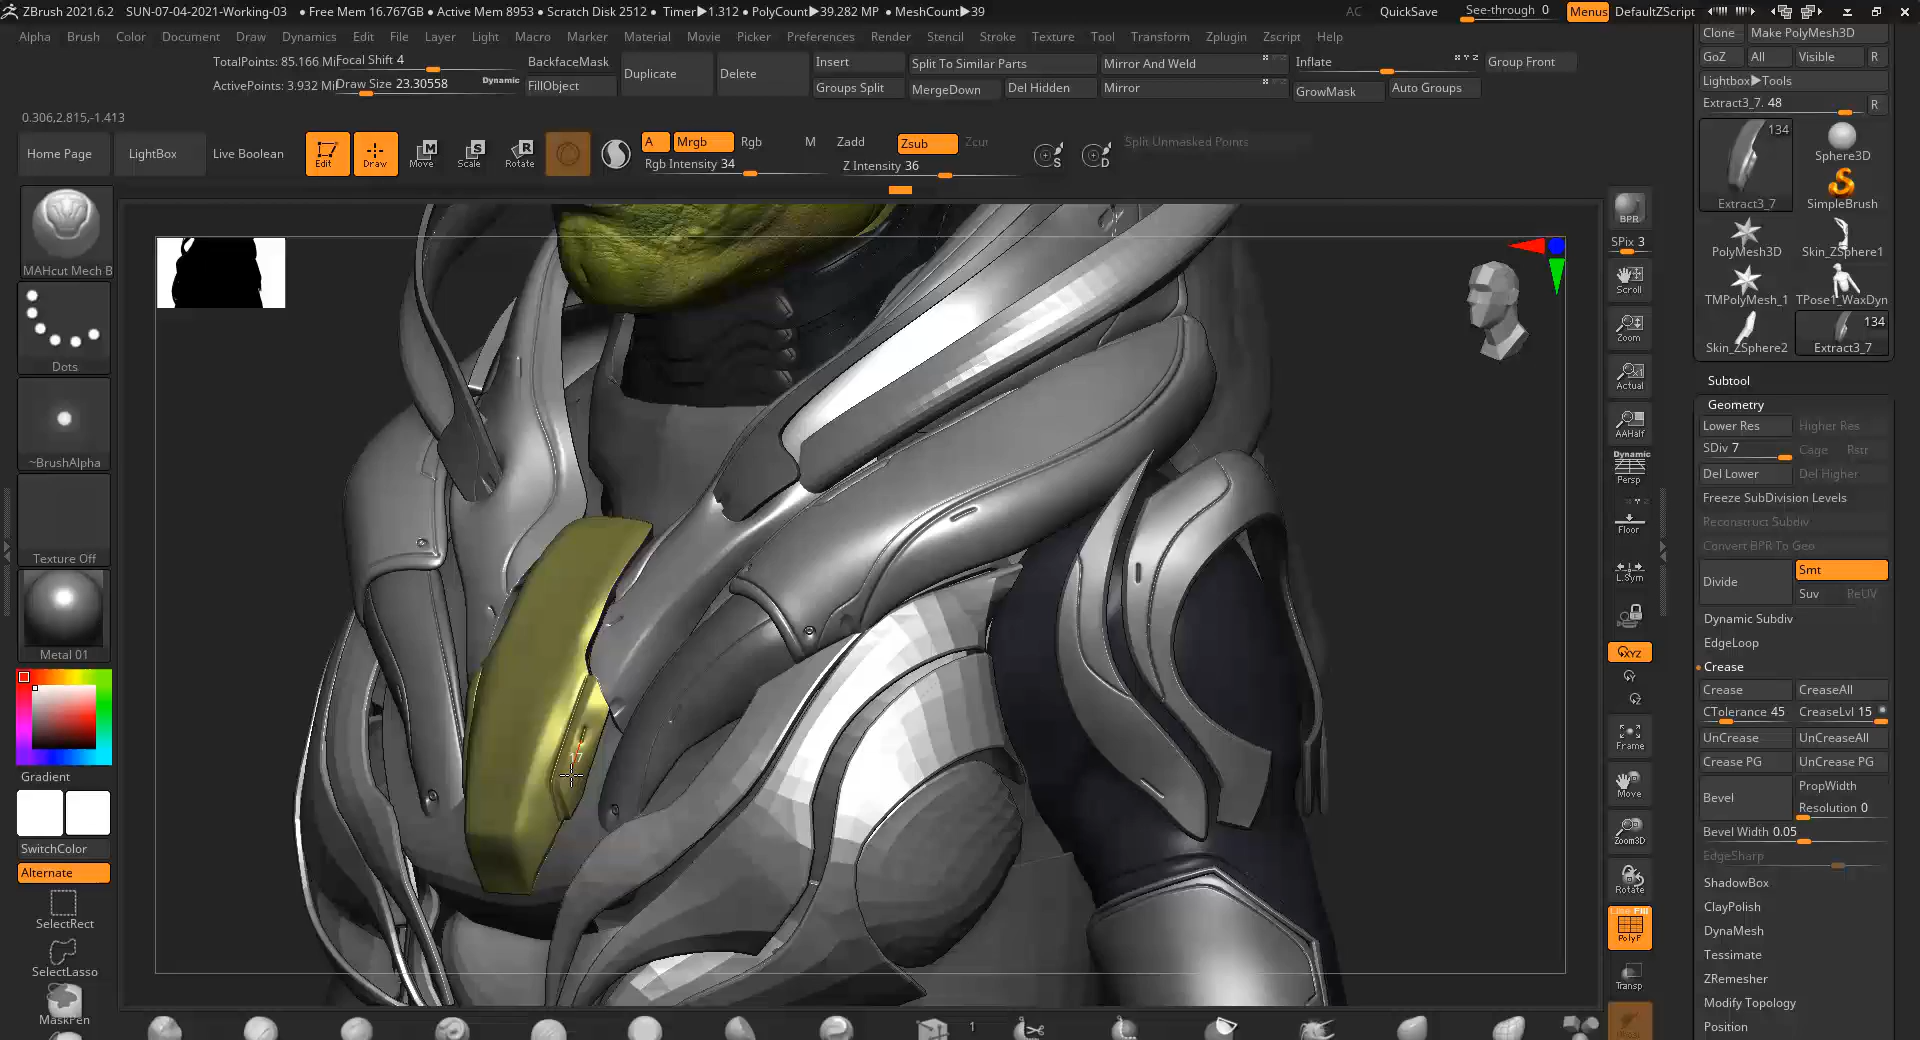 ZBrush 2021.6.2 SUN-07-04-2021-Working-03 • Free Mem 16.767GB • Active Mem 8953 • Scratch Disk 2512 • Timer▶1.312 • PolyCount▶39.282 MP • MeshCount▶39 AC QuickSave See-through 0 Menus DefaultZScript
Alpha Brush Color Document Draw Dynamics Edit File Layer Light Macro Marker Material Movie Picker Preferences Render Stencil Stroke Texture Tool Transform Zplugin Zscript Help
TotalPoints: 85.166 Mi Focal Shift 4 BackfaceMask Duplicate Delete Insert Split To Similar Parts Mirror And Weld Inflate Group Front
ActivePoints: 3.932 Mil Draw Size 23.30558 Dynamic FillObject Groups Split MergeDown Del Hidden Mirror GrowMask Auto Groups
0.306,2.815,-1.413
Home Page LightBox Live Boolean Edit Draw Move Scale Rotate A Mrgb Rgb M Zadd Zsub Zcut Split Unmasked Points
Rgb Intensity 34 Z Intensity 36
MAHcut Mech B
Dots
~BrushAlpha
Texture Off
Metal 01
Gradient
SwitchColor
Alternate
SelectRect
SelectLasso
MaskPen
17
1
BPR
SPix 3
Scroll
Zoom
Actual
AAHalf
Dynamic
Persp
Floor
L.Sym
XYZ
Frame
Move
Zoom3D
Rotate
Line Fill
PolyF
Transp
Clone Make PolyMesh3D
GoZ All Visible R
Lightbox▶Tools
Extract3_7. 48 R
134
Extract3_7 Sphere3D
SimpleBrush
PolyMesh3D Skin_ZSphere1
TMPolyMesh_1 TPose1_WaxDyn
134
Skin_ZSphere2 Extract3_7
Subtool
Geometry
Lower Res Higher Res
SDiv 7 Cage Rstr
Del Lower Del Higher
Freeze SubDivision Levels
Reconstruct Subdiv
Convert BPR To Geo
Divide Smt
Suv ReUV
Dynamic Subdiv
EdgeLoop
Crease
Crease CreaseAll
CTolerance 45 CreaseLvl 15
UnCrease UnCreaseAll
Crease PG UnCrease PG
Bevel PropWidth
Resolution 0
Bevel Width 0.05
EdgeSharp
ShadowBox
ClayPolish
DynaMesh
Tessimate
ZRemesher
Modify Topology
Position